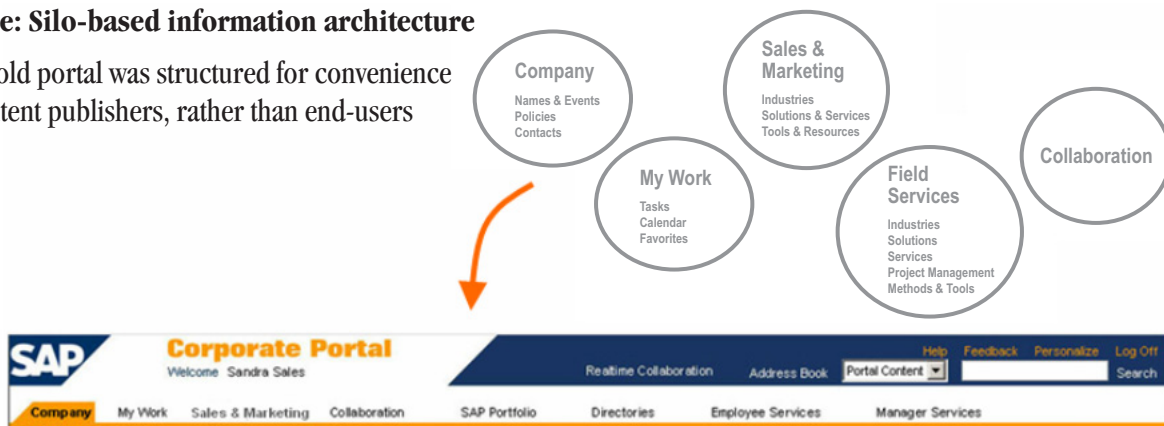 e: Silo-based information architecture
old portal was structured for convenience
tent publishers, rather than end-users
Company
Names & Events
Policies
Contacts
My Work
Tasks
Calendar
Favorites
Sales &
Marketing
Industries
Solutions & Services
Tools & Resources
Field
Services
Industries
Solutions
Services
Project Management
Methods & Tools
Collaboration
SAP
Corporate Portal
Welcome Sandra Sales
Help Feedback Personalize Log Off
Realtime Collaboration Address Book Portal Content Search
Company My Work Sales & Marketing Collaboration SAP Portfolio Directories Employee Services Manager Services